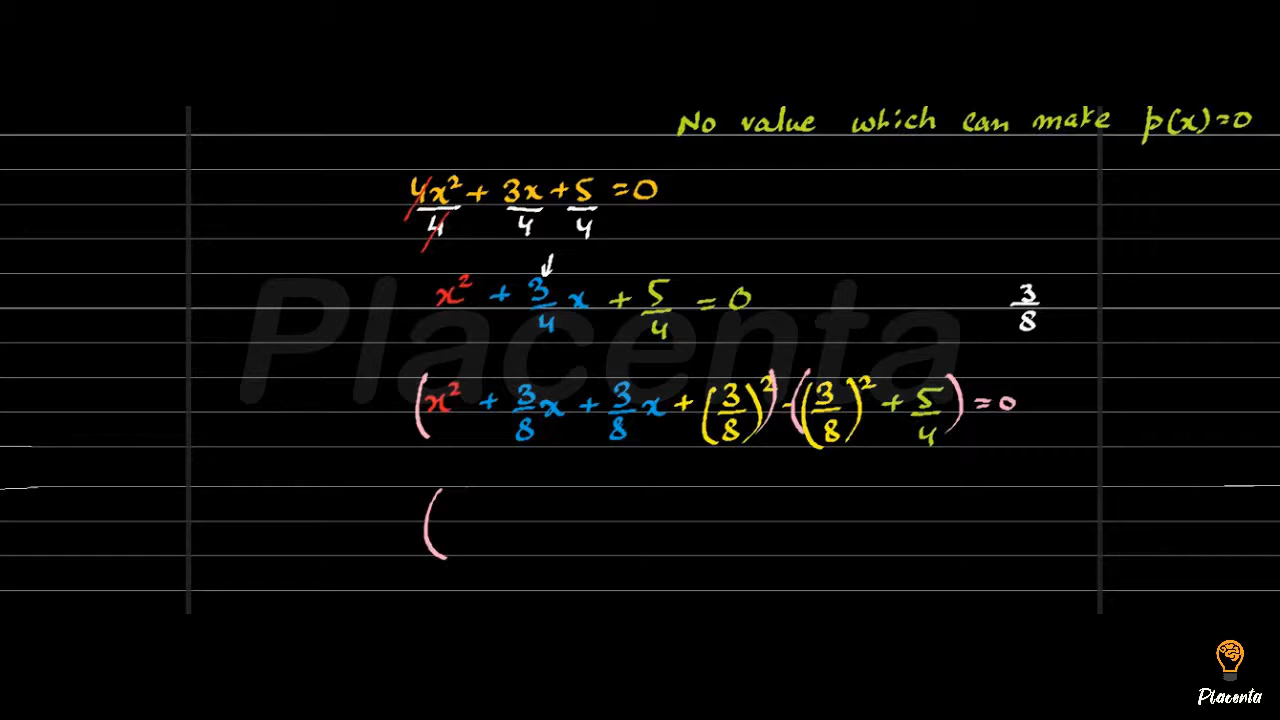 No value which can make p(x)=0
4x² + 3x + 5 = 0
4 4 4
x² + 3/4 x + 5/4 = 0
3/8
(x² + 3/8 x + 3/8 x + (3/8)²) - ((3/8)² + 5/4) = 0
(
Placenta
Placenta